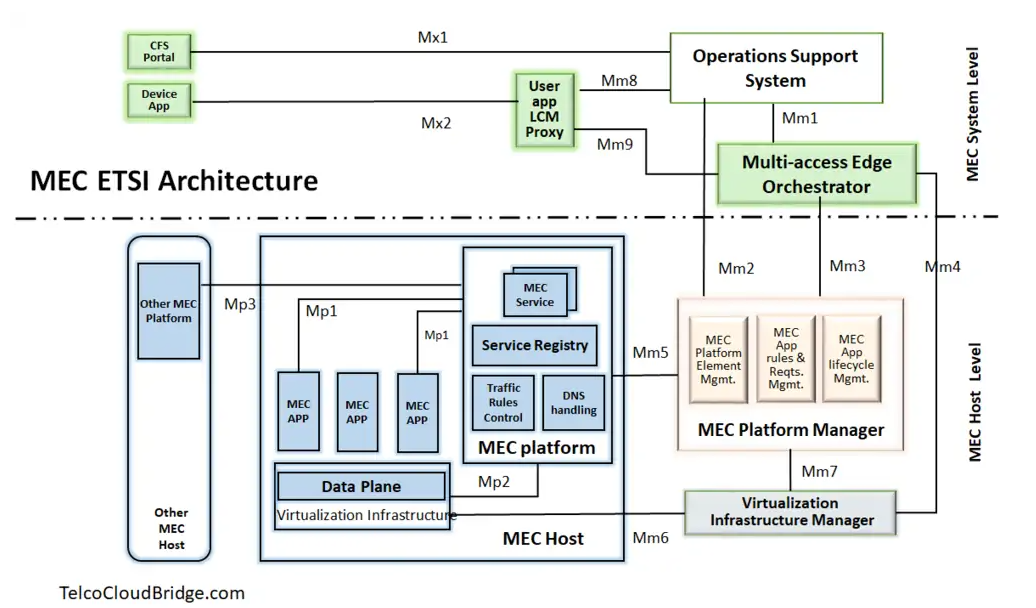 CFS
Portal
Mx1
Operations Support
System
Device
App
Mx2
User
app
LCM
Proxy
Mm8
Mm9
Mm1
Multi-access Edge
Orchestrator
MEC System Level
MEC ETSI Architecture
Mm2
Mm3
Mm4
Other MEC
Platform
Mp3
Mp1
Mp1
MEC
Service
Service Registry
Traffic
Rules
Control
DNS
handling
MEC platform
MEC
APP
MEC
APP
MEC
APP
Mm5
MEC
Platform
Element
Mgmt.
MEC
App
rules &
Reqts.
Mgmt.
MEC
App
lifecycle
Mgmt.
MEC Platform Manager
MEC Host Level
Mp2
Data Plane
Virtualization Infrastructure
MEC Host
Mm7
Mm6
Virtualization
Infrastructure Manager
Other
MEC
Host
TelcoCloudBridge.com